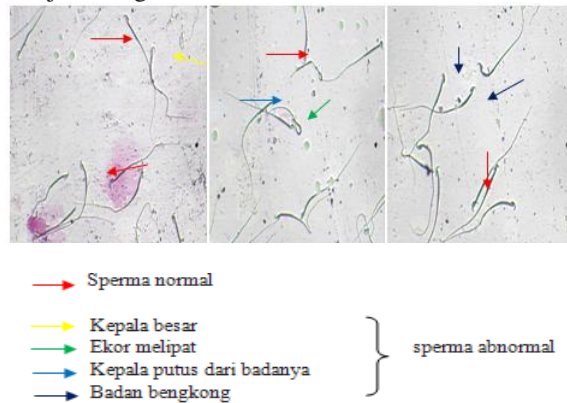 Sperma normal
Kepala besar
Ekor melipat
Kepala putus dari badanya
sperma abnormal
Badan bengkong